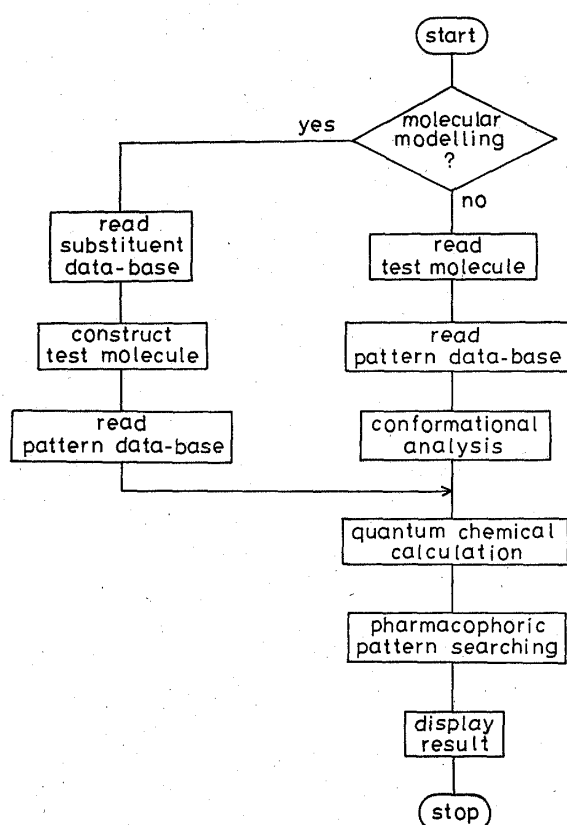 start
molecular
modelling
?
yes
no
read
substituent
data-base
construct
test molecule
read
pattern data-base
read
test molecule
read
pattern data-base
conformational
analysis
quantum chemical
calculation
pharmacophoric
pattern searching
display
result
stop